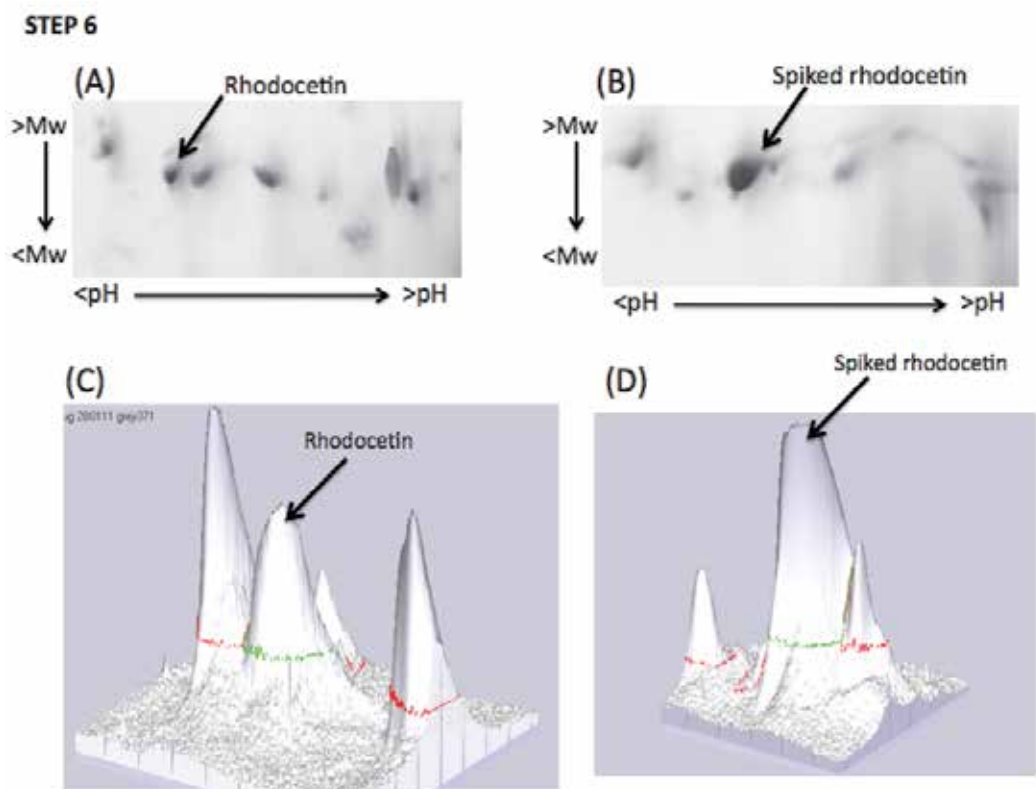 STEP 6
(A)
Rhodocetin
>Mw
<Mw
<pH
>pH
(B)
Spiked rhodocetin
>Mw
<Mw
<pH
>pH
(C)
Rhodocetin
(D)
Spiked rhodocetin